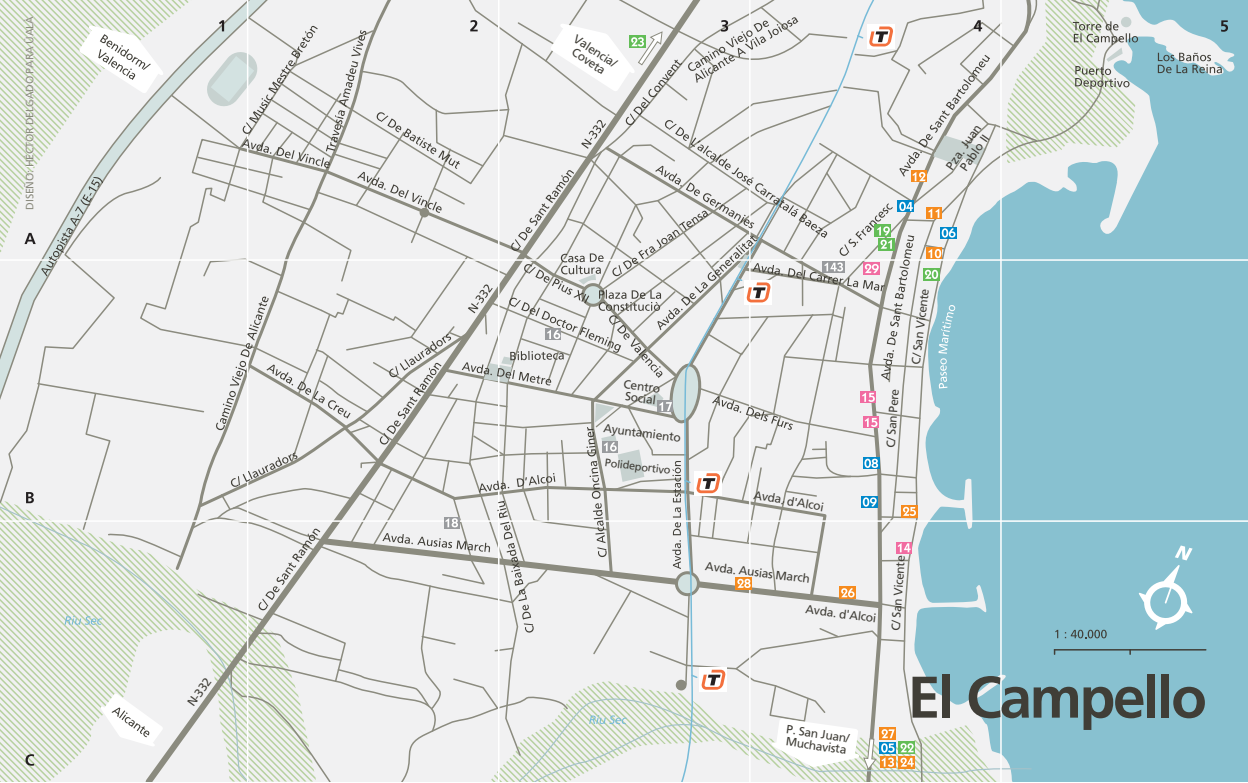 1
2
3
4
5
A
B
C
DISEÑO: HÉCTOR DELGADO PARA UALÀ
Benidorm/
Valencia
Valencia/
Coveta
23
Camino Viejo De
Alicante A Vila Joiosa
T
Torre de
El Campello
Puerto
Deportivo
Los Baños
De La Reina
C/ Music Mestre Bretón
Travesia Amadeu Vives
C/ De Batiste Mut
N-332
C/ Del Convent
C/ De L'alcalde José Carratalá Baeza
Avda. De Sant Bartolomeu
Pza. Juan
Pablo II
Avda. Del Vincle
Avda. Del Vincle
Autopista A-7 (E-15)
C/ De Sant Ramón
Avda. De Germanies
C/ De Fra Joan Tensa
C/ S. Francesc
12
04
11
06
19
21
10
143
29
20
Casa De
Cultura
C/ De Pius XII
Plaza De La
Constitució
Avda. De La Generalitat
Avda. Del Carrer La Mar
T
N-332
C/ Del Doctor Fleming
16
C/ De Valencia
Biblioteca
Avda. Del Metre
Camino Viejo De Alicante
C/ Llauradors
Avda. De La Creu
C/ De Sant Ramón
Avda. De Sant Bartolomeu
C/ San Vicente
Paseo Marítimo
Centro
Social
17
Avda. Dels Furs
15
15
C/ San Pere
Ayuntamiento
16
Polideportivo
C/ Alcalde Oncina Giner
Avda. De La Estación
C/ Llauradors
Avda. D'Alcoi
T
Avda. d'Alcoi
08
09
25
18
C/ De La Baixada Del Riu
Avda. Ausias March
Avda. Ausias March
28
26
14
Avda. d'Alcoi
C/ San Vicente
C/ De Sant Ramón
Riu Sec
N
1 : 40.000
El Campello
T
Riu Sec
N-332
Alicante
P. San Juan/
Muchavista
27
05
22
13
24